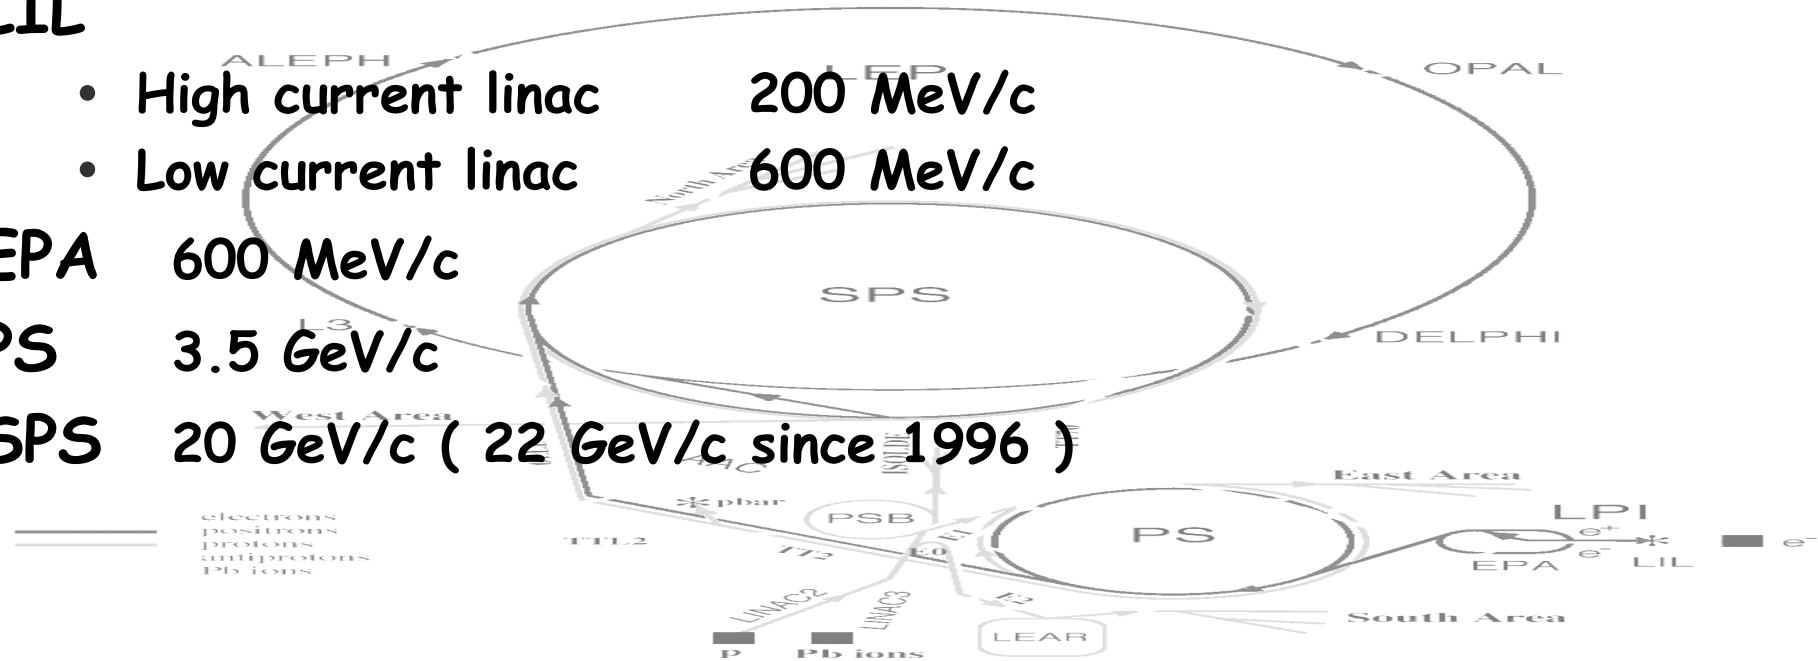 LIL
ALEPH
LEP
OPAL
• High current linac 200 MeV/c
• Low current linac 600 MeV/c
North Area
EPA 600 MeV/c
SPS
L3
PS 3.5 GeV/c
DELPHI
West Area
SPS 20 GeV/c ( 22 GeV/c since 1996 )
ISOLDE
AAC
East Area
pbar
electrons
positrons
protons
antiprotons
Pb ions
PSB
LPI
PS
E1
e+
e-
e-
TTL2
TT2
E0
EPA
LIL
LINAC2
LINAC3
E2
South Area
LEAR
p
Pb ions